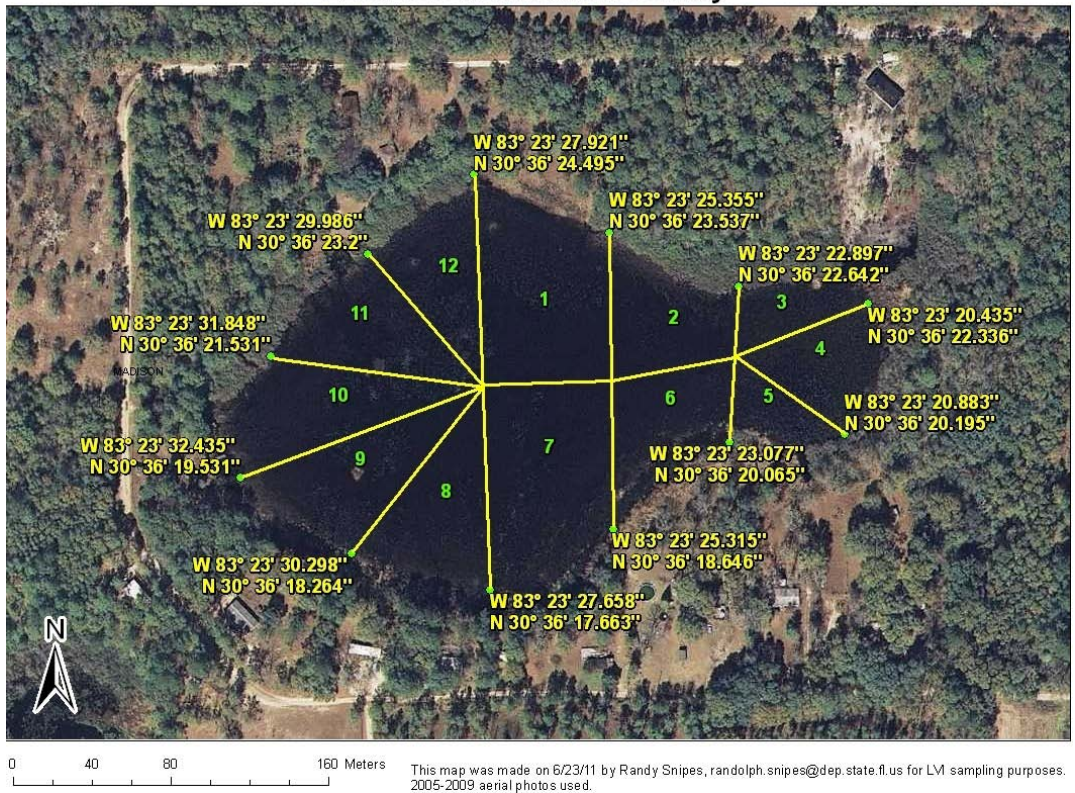 W 83° 23' 27.921"
N 30° 36' 24.495"
W 83° 23' 25.355"
N 30° 36' 23.537"
W 83° 23' 29.986"
N 30° 36' 23.2"
W 83° 23' 22.897"
N 30° 36' 22.642"
12
1
2
3
11
W 83° 23' 31.848"
N 30° 36' 21.531"
W 83° 23' 20.435"
N 30° 36' 22.336"
4
MADISON
10
6
5
W 83° 23' 20.883"
N 30° 36' 20.195"
W 83° 23' 32.435"
N 30° 36' 19.531"
9
7
W 83° 23' 23.077"
N 30° 36' 20.065"
8
W 83° 23' 25.315"
N 30° 36' 18.646"
W 83° 23' 30.298"
N 30° 36' 18.264"
W 83° 23' 27.658"
N 30° 36' 17.663"
N
0 40 80 160 Meters
This map was made on 6/23/11 by Randy Snipes, randolph.snipes@dep.state.fl.us for LVI sampling purposes.
2005-2009 aerial photos used.